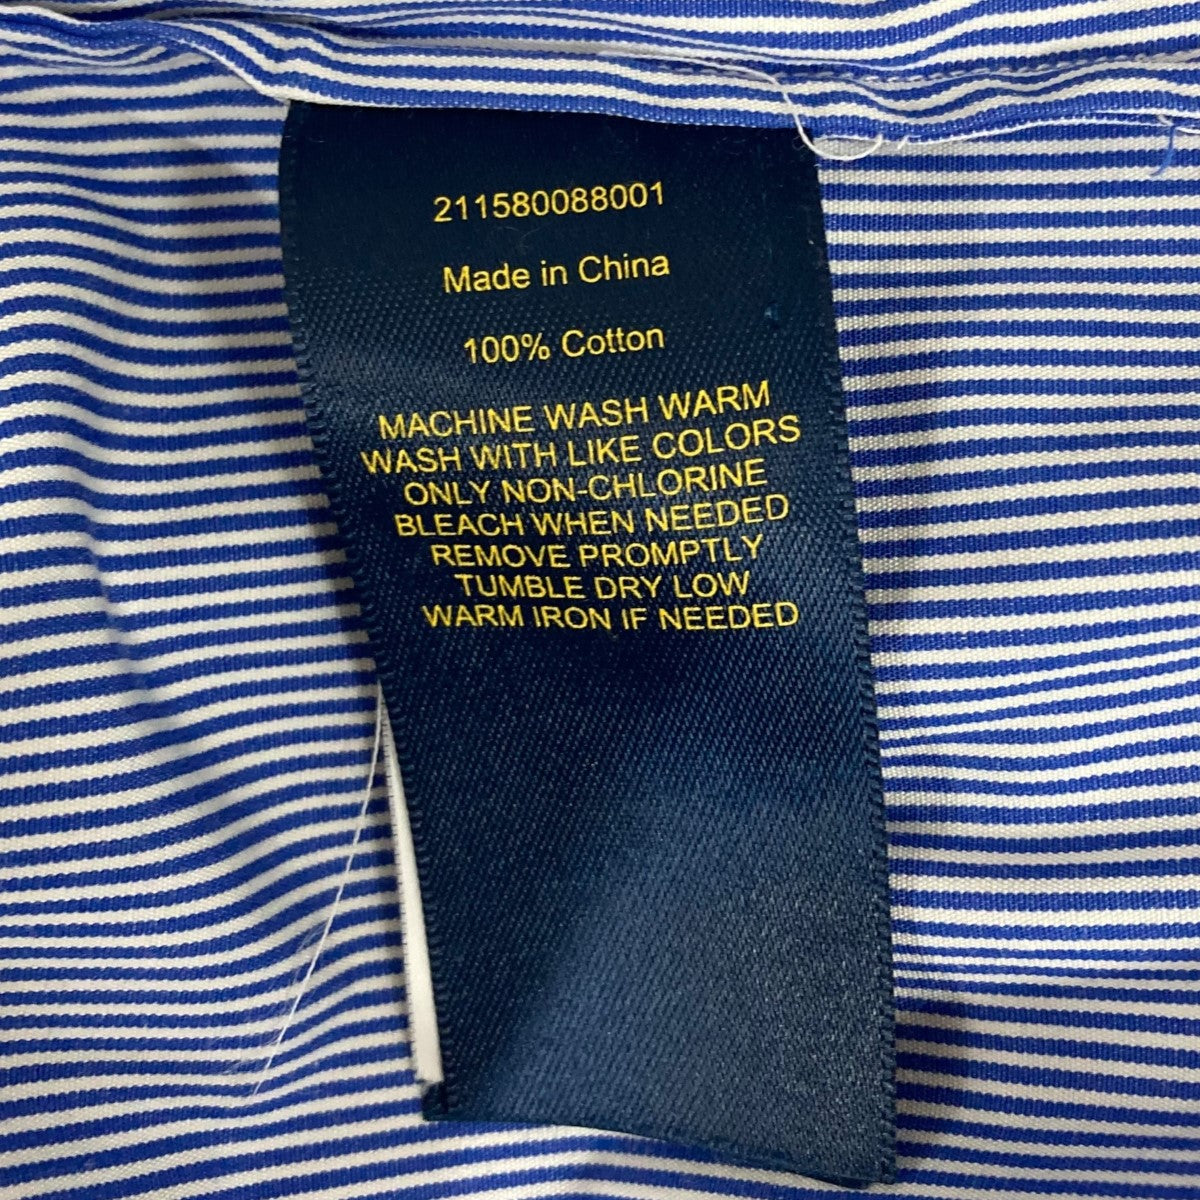 211580088001
Made in China
100% Cotton
MACHINE WASH WARM
WASH WITH LIKE COLORS
ONLY NON-CHLORINE
BLEACH WHEN NEEDED
REMOVE PROMPTLY
TUMBLE DRY LOW
WARM IRON IF NEEDED